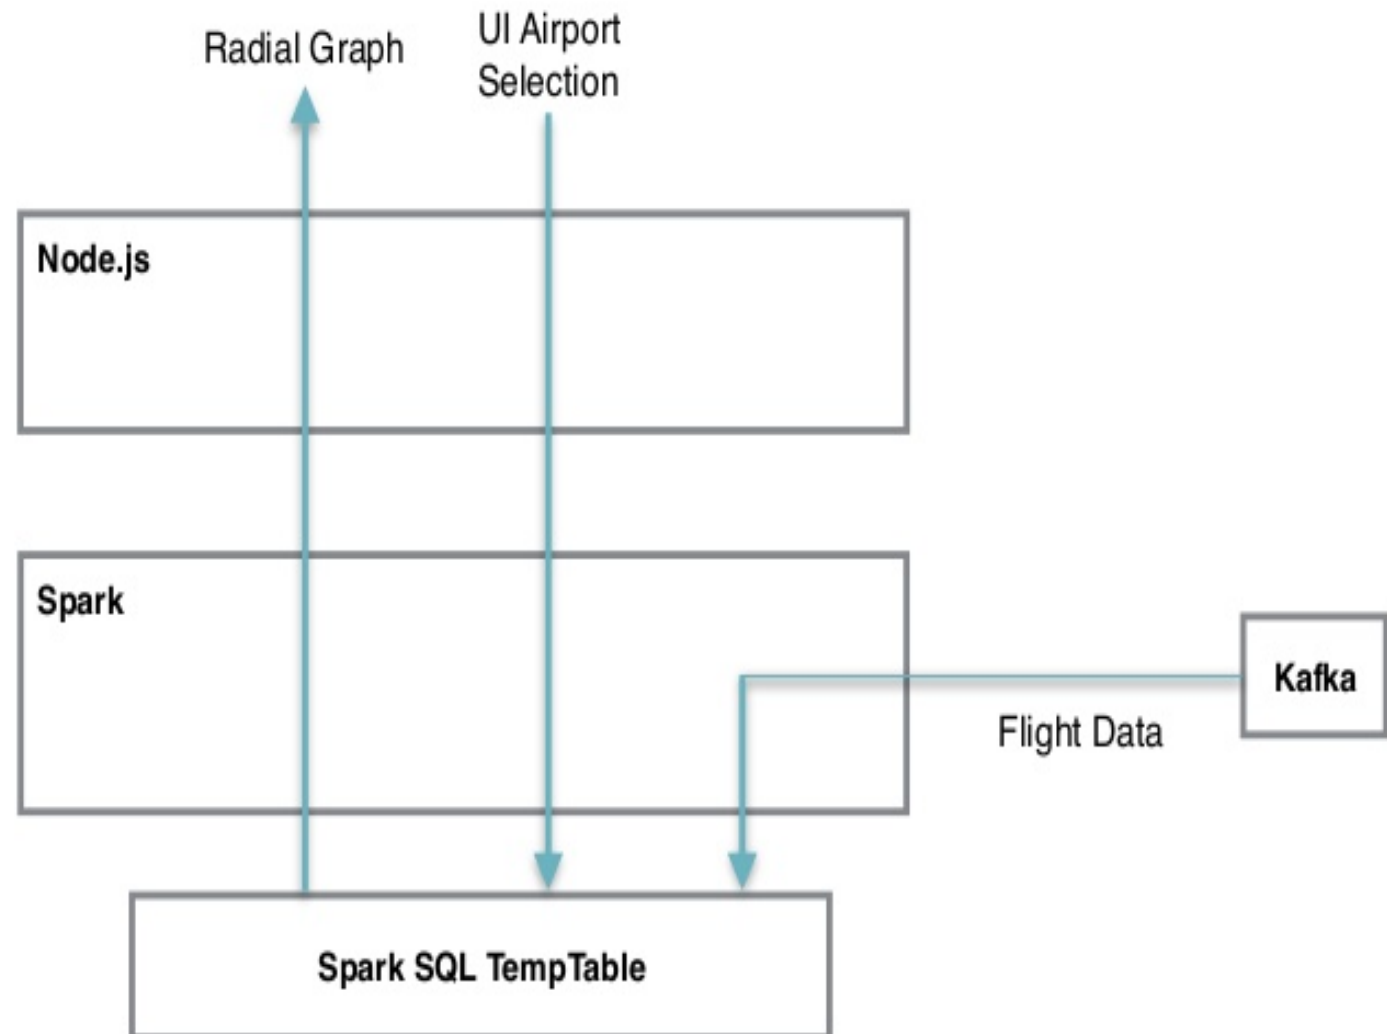 Radial Graph
UI Airport
Selection
Node.js
Spark
Kafka
Flight Data
Spark SQL TempTable